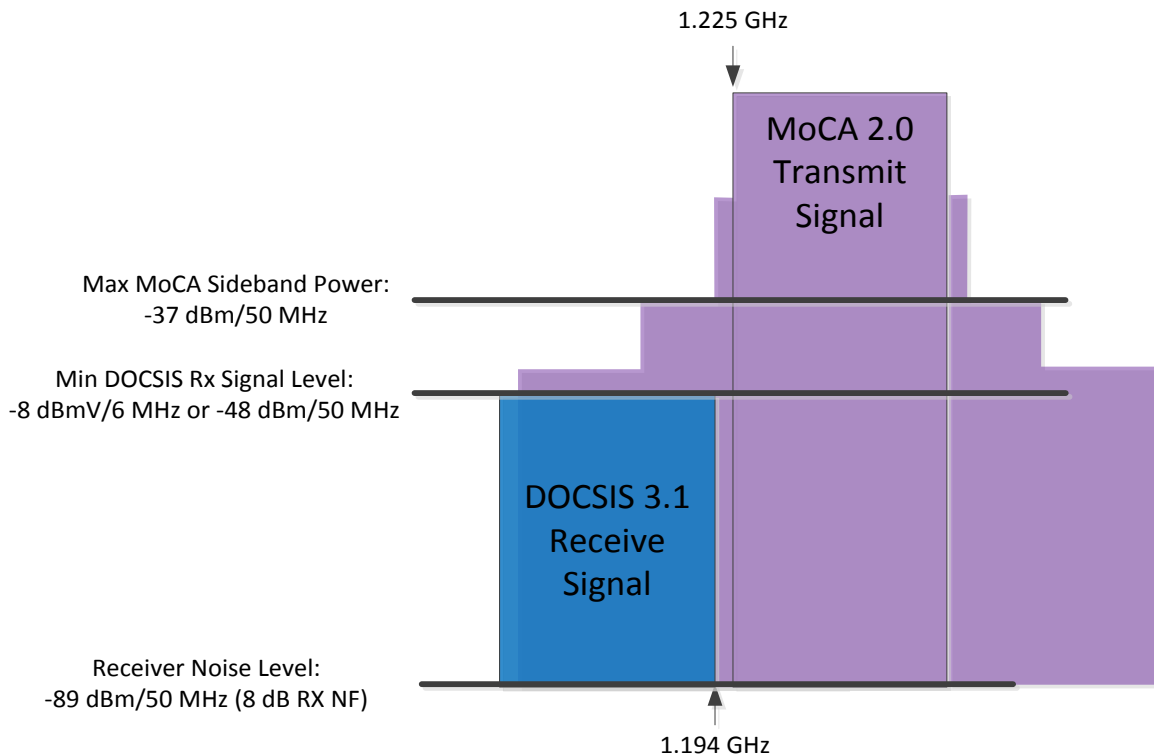 1.225 GHz
MoCA 2.0
Transmit
Signal
Max MoCA Sideband Power:
-37 dBm/50 MHz
Min DOCSIS Rx Signal Level:
-8 dBmV/6 MHz or -48 dBm/50 MHz
DOCSIS 3.1
Receive
Signal
Receiver Noise Level:
-89 dBm/50 MHz (8 dB RX NF)
1.194 GHz